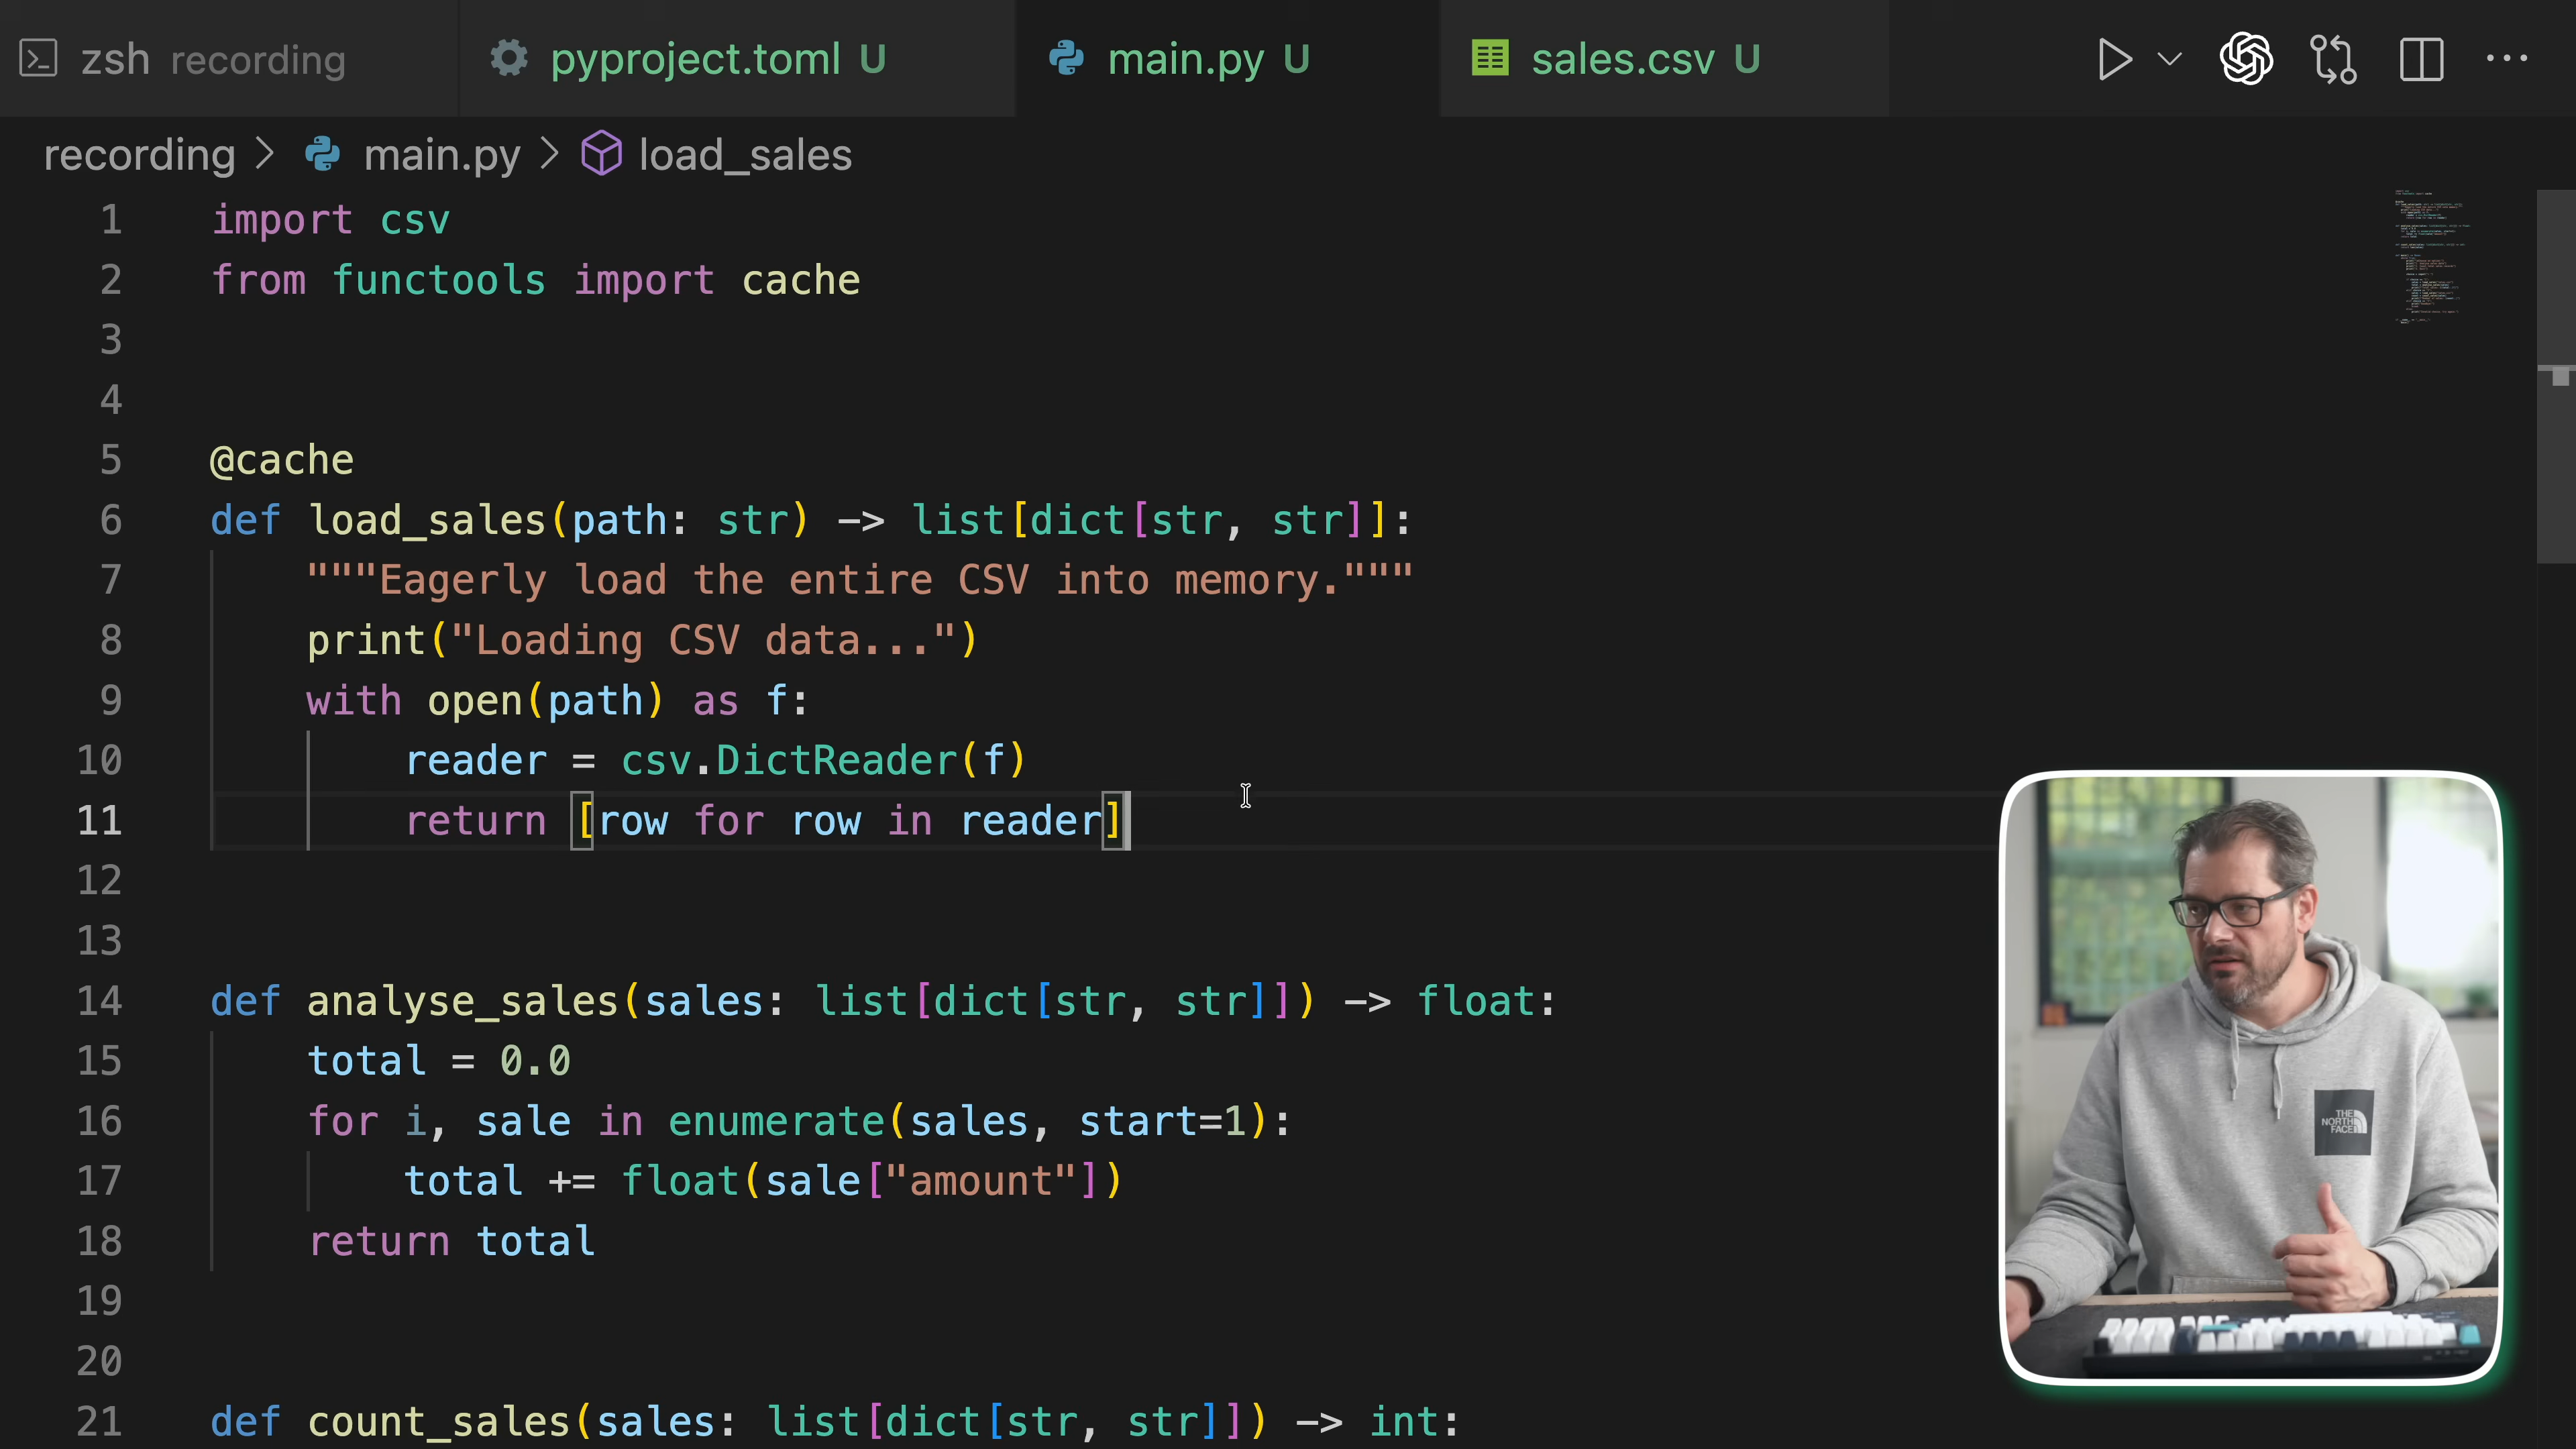 zsh recording
pyproject.toml U
main.py U
sales.csv U
recording > main.py > load_sales
1 import csv
2 from functools import cache
3
4
5 @cache
6 def load_sales(path: str) -> list[dict[str, str]]:
7 """Eagerly load the entire CSV into memory."""
8 print("Loading CSV data...")
9 with open(path) as f:
10 reader = csv.DictReader(f)
11 return [row for row in reader]
12
13
14 def analyse_sales(sales: list[dict[str, str]]) -> float:
15 total = 0.0
16 for i, sale in enumerate(sales, start=1):
17 total += float(sale["amount"])
18 return total
19
20
21 def count_sales(sales: list[dict[str, str]]) -> int:
THE
NORTH
FACE